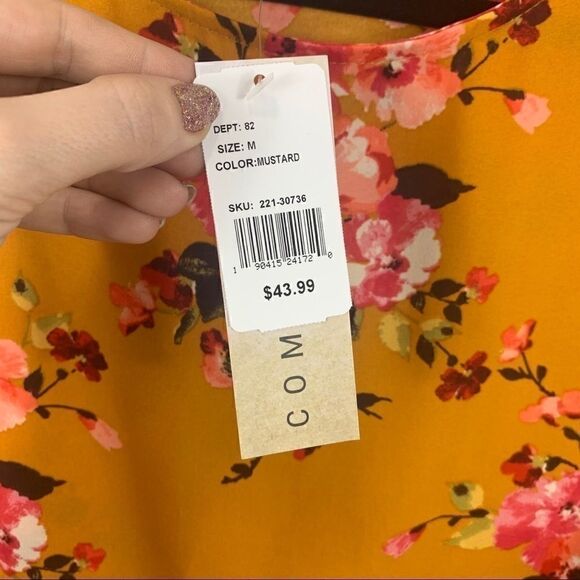 DEPT: 82
SIZE: M
COLOR:MUSTARD
SKU: 221-30736
1 90415 24172 0
$43.99
COM